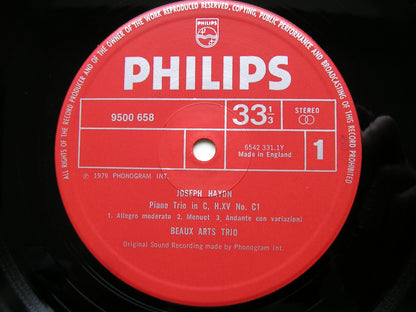 ALL RIGHTS OF THE RECORD PRODUCER AND OF THE OWNER OF THE WORK REPRODUCED RESERVED, COPYING, PUBLIC PERFORMANCE AND BROADCASTING OF THIS RECORD PROHIBITED
PHILIPS
PHILIPS
9500 658
33 1/3
STEREO
6542 331.1Y
Made in England
1
℗ 1979 PHONOGRAM INT.
JOSEPH HAYDN
Piano Trio in C, H.XV No. C1
1. Allegro moderato 2. Menuet 3. Andante con variazioni
BEAUX ARTS TRIO
Original Sound Recording made by Phonogram Int.